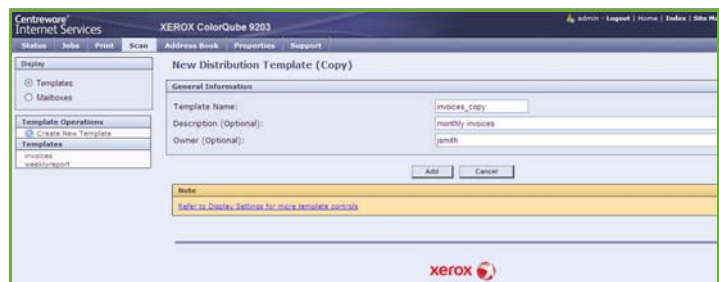 Centreware®
Internet Services
XEROX ColorQube 9203
admin - Logout | Home | Index | Site Ma
Status Jobs Print Scan Address Book Properties Support
Display
Templates
Mailboxes
Template Operations
Create New Template
Templates
invoices
weeklyreport
New Distribution Template (Copy)
General Information
Template Name: invoices_copy
Description (Optional): monthly invoices
Owner (Optional): jsmith
Add Cancel
Note
Refer to Display Settings for more template controls
xerox